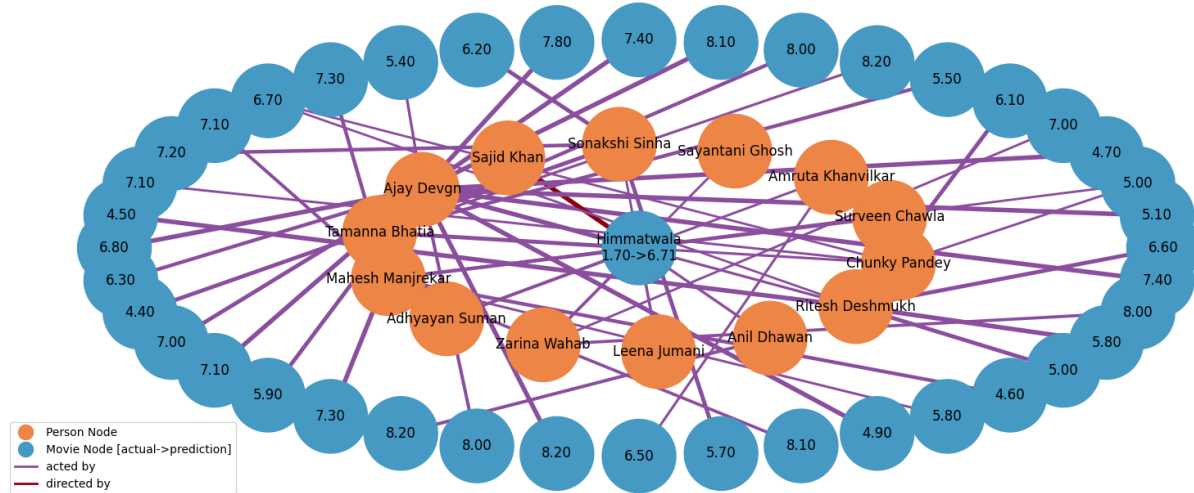 7.40
7.80
8.10
6.20
8.00
5.40
8.20
7.30
5.50
6.70
6.10
7.10
7.00
7.20
4.70
7.10
5.00
4.50
5.10
6.80
6.60
6.30
7.40
4.40
8.00
7.00
5.80
7.10
5.00
5.90
4.60
7.30
5.80
8.20
4.90
8.00
8.10
8.20
5.70
6.50
Sonakshi Sinha
Sajid Khan
Sayantani Ghosh
Amruta Khanvilkar
Ajay Devgn
Surveen Chawla
Tamanna Bhatia
Himmatwala
1.70->6.71
Chunky Pandey
Mahesh Manjrekar
Ritesh Deshmukh
Adhyayan Suman
Anil Dhawan
Zarina Wahab
Leena Jumani
Person Node
Movie Node [actual->prediction]
acted by
directed by